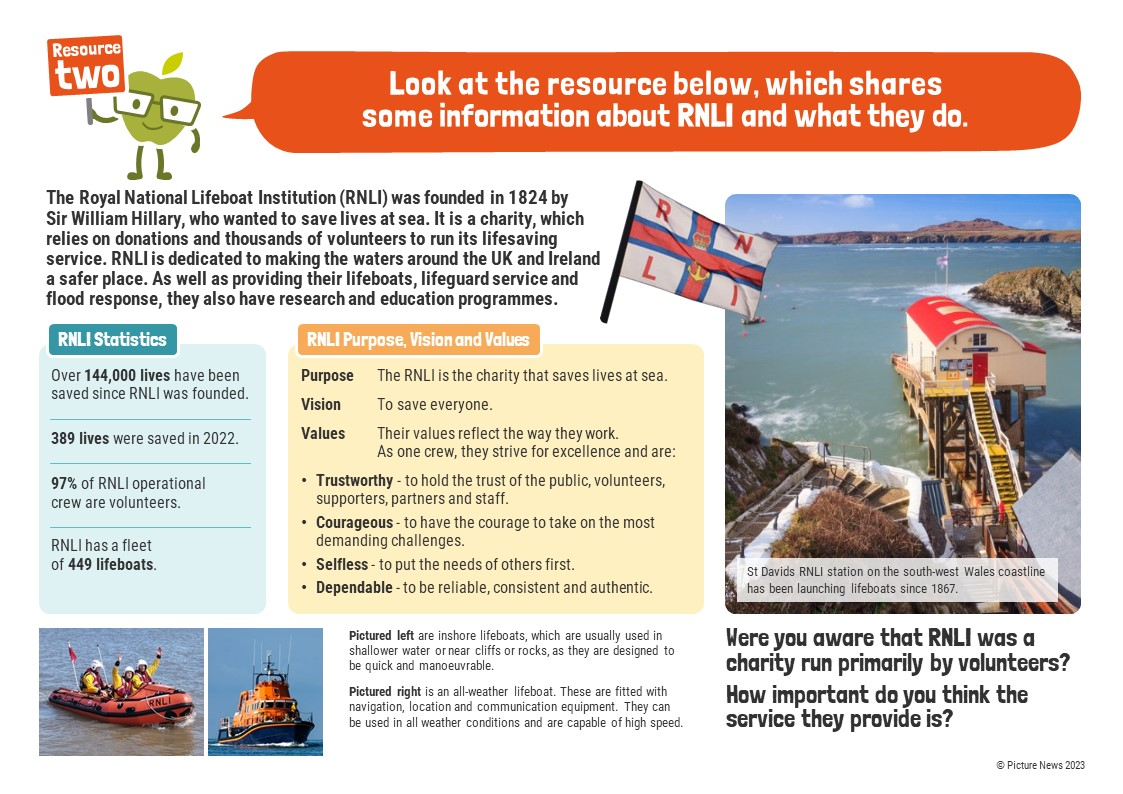 Resource
two
Look at the resource below, which shares
some information about RNLI and what they do.
The Royal National Lifeboat Institution (RNLI) was founded in 1824 by
Sir William Hillary, who wanted to save lives at sea. It is a charity, which
relies on donations and thousands of volunteers to run its lifesaving
service. RNLI is dedicated to making the waters around the UK and Ireland
a safer place. As well as providing their lifeboats, lifeguard service and
flood response, they also have research and education programmes.
R N
L I
RNLI Statistics
Over 144,000 lives have been
saved since RNLI was founded.
389 lives were saved in 2022.
97% of RNLI operational
crew are volunteers.
RNLI has a fleet
of 449 lifeboats.
RNLI Purpose, Vision and Values
Purpose The RNLI is the charity that saves lives at sea.
Vision To save everyone.
Values Their values reflect the way they work.
As one crew, they strive for excellence and are:
• Trustworthy - to hold the trust of the public, volunteers,
supporters, partners and staff.
• Courageous - to have the courage to take on the most
demanding challenges.
• Selfless - to put the needs of others first.
• Dependable - to be reliable, consistent and authentic.
St Davids RNLI station on the south-west Wales coastline
has been launching lifeboats since 1867.
RNLI
Pictured left are inshore lifeboats, which are usually used in
shallower water or near cliffs or rocks, as they are designed to
be quick and manoeuvrable.
Pictured right is an all-weather lifeboat. These are fitted with
navigation, location and communication equipment. They can
be used in all weather conditions and are capable of high speed.
Were you aware that RNLI was a
charity run primarily by volunteers?
How important do you think the
service they provide is?
© Picture News 2023